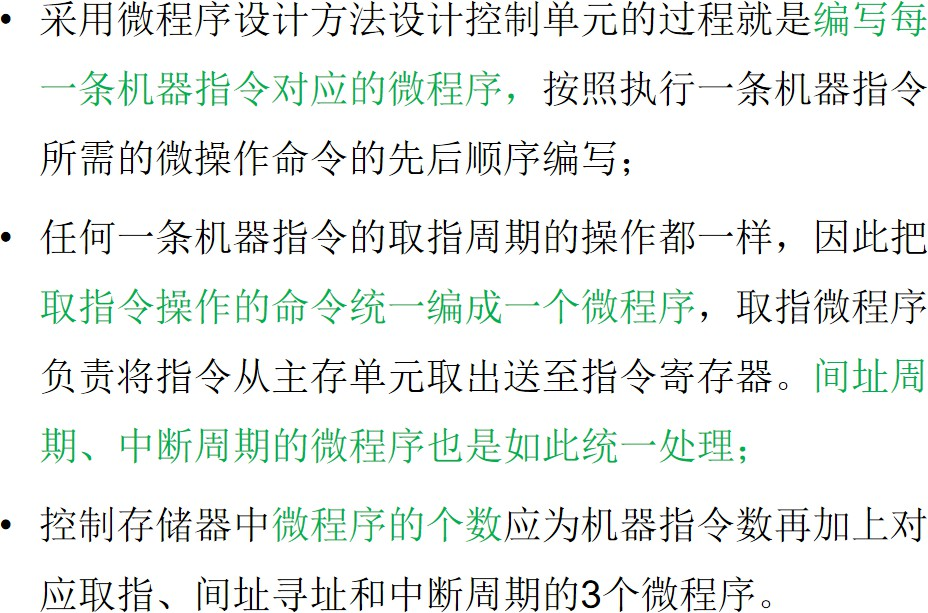 • 采用微程序设计方法设计控制单元的过程就是编写每
一条机器指令对应的微程序，按照执行一条机器指令
所需的微操作命令的先后顺序编写；
• 任何一条机器指令的取指周期的操作都一样，因此把
取指令操作的命令统一编成一个微程序，取指微程序
负责将指令从主存单元取出送至指令寄存器。间址周
期、中断周期的微程序也是如此统一处理；
• 控制存储器中微程序的个数应为机器指令数再加上对
应取指、间址寻址和中断周期的3个微程序。